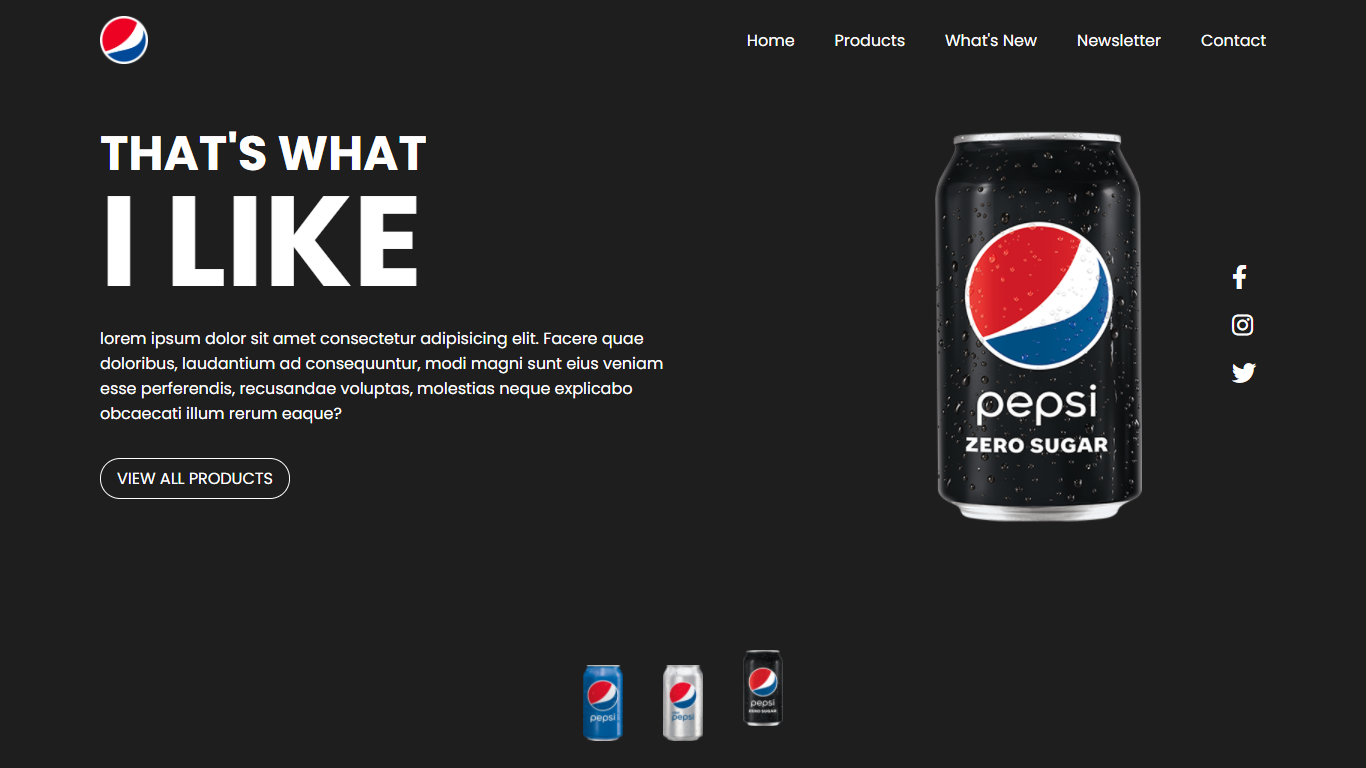 Home Products What's New Newsletter Contact
THAT'S WHAT
I LIKE
lorem ipsum dolor sit amet consectetur adipisicing elit. Facere quae
doloribus, laudantium ad consequuntur, modi magni sunt eius veniam
esse perferendis, recusandae voluptas, molestias neque explicabo
obcaecati illum rerum eaque?
VIEW ALL PRODUCTS
pepsi
ZERO SUGAR
pepsi
pepsi
pepsi
ZERO SUGAR